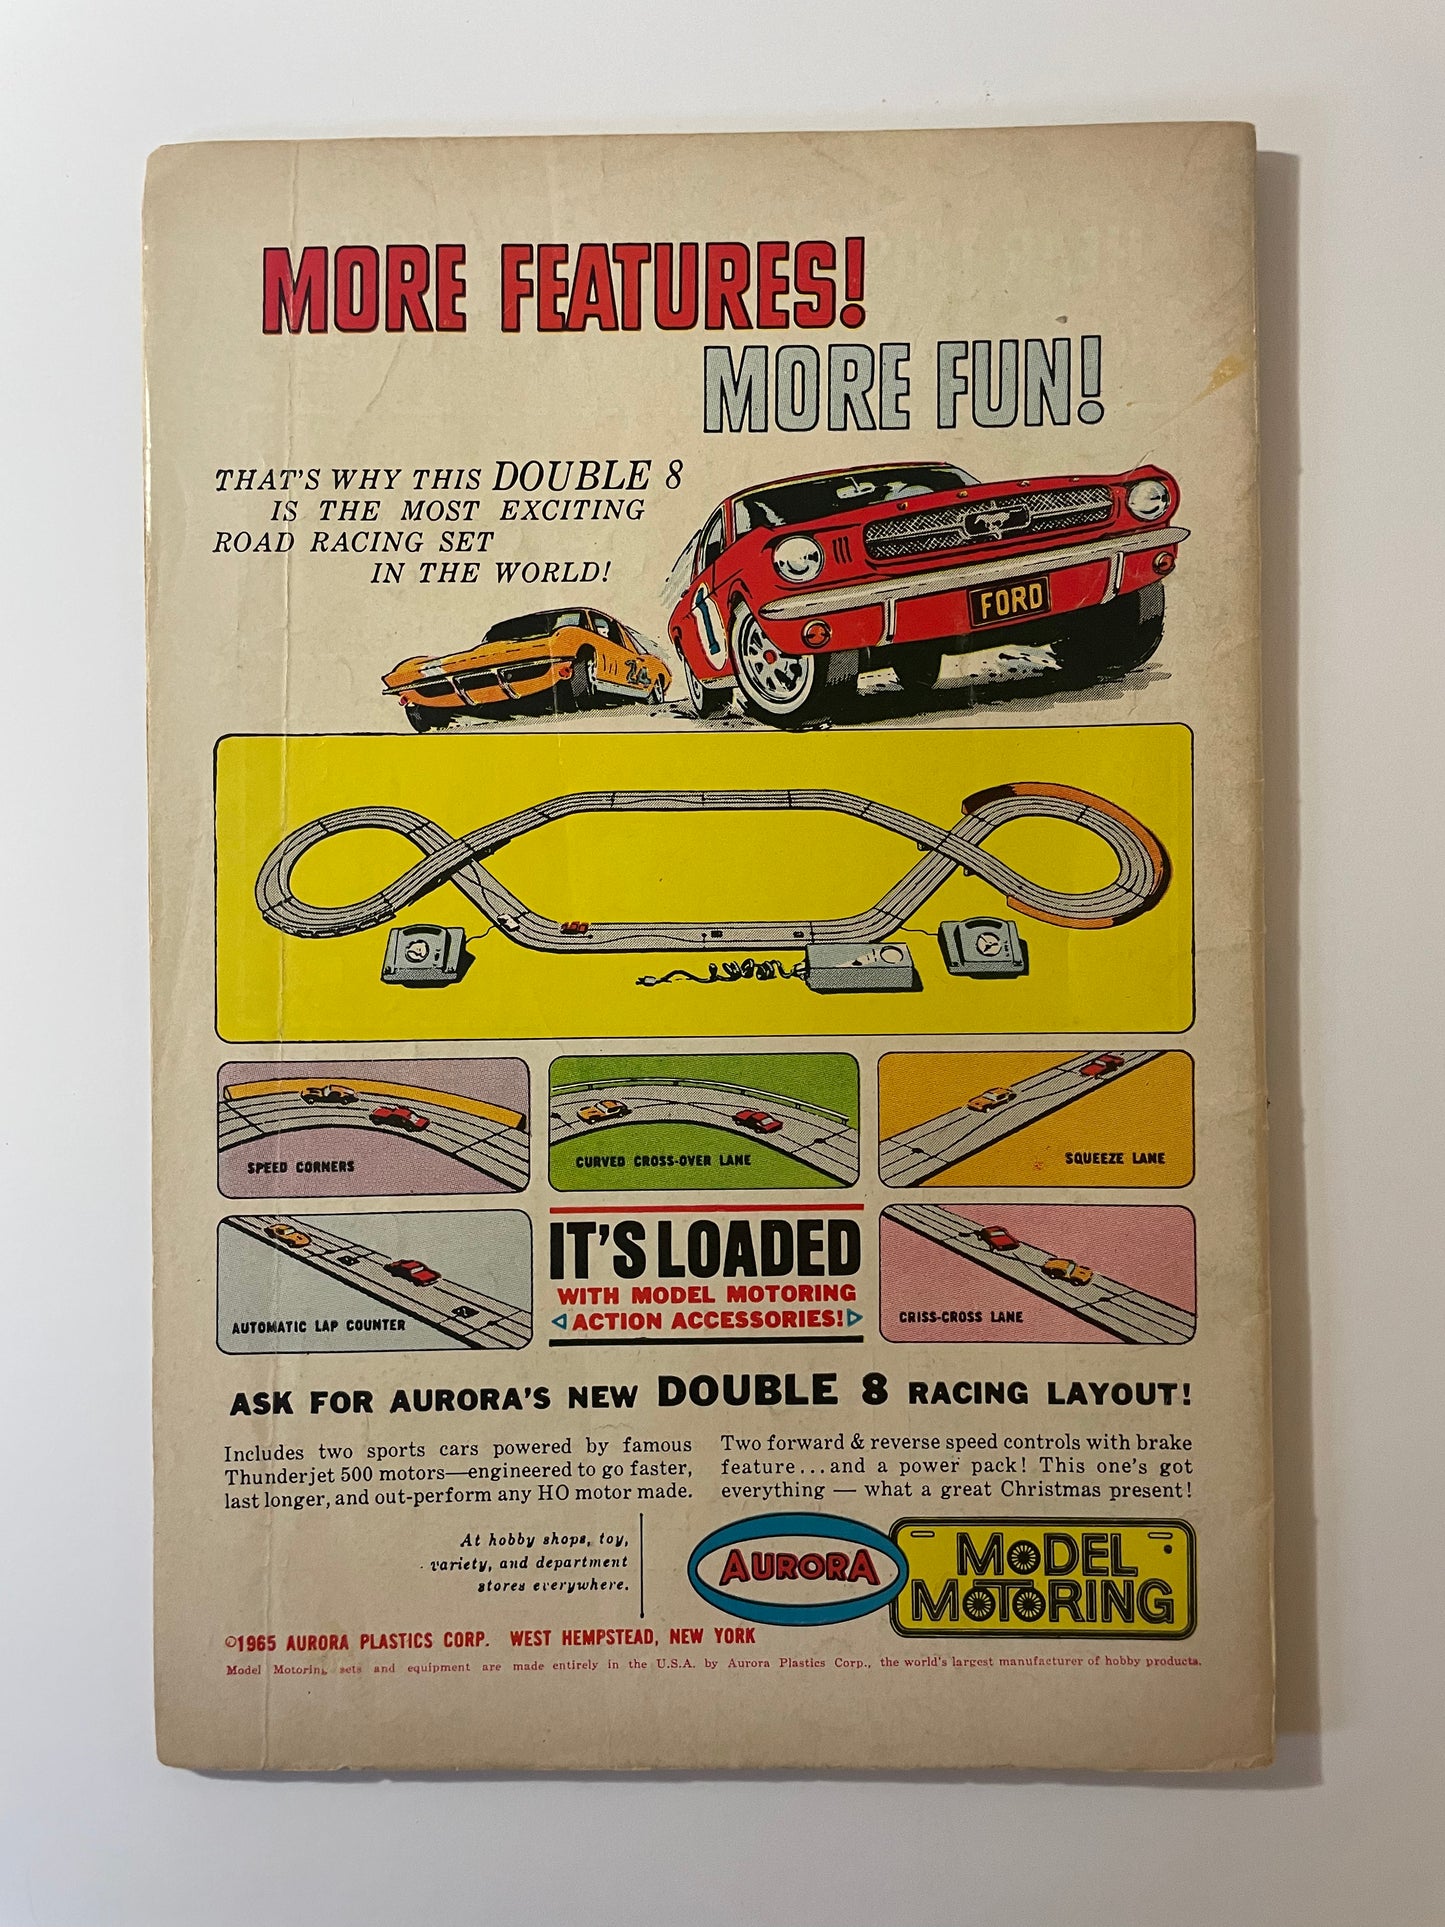 MORE FEATURES!
MORE FUN!
THAT'S WHY THIS DOUBLE 8
IS THE MOST EXCITING
ROAD RACING SET
IN THE WORLD!
FORD
1
24
SPEED CORNERS
CURVED CROSS-OVER LANE
SQUEEZE LANE
AUTOMATIC LAP COUNTER
IT'S LOADED
WITH MODEL MOTORING
ACTION ACCESSORIES!
CRISS-CROSS LANE
ASK FOR AURORA'S NEW DOUBLE 8 RACING LAYOUT!
Includes two sports cars powered by famous
Thunderjet 500 motors—engineered to go faster,
last longer, and out-perform any HO motor made.
Two forward & reverse speed controls with brake
feature...and a power pack! This one's got
everything — what a great Christmas present!
At hobby shops, toy,
variety, and department
stores everywhere.
AURORA
MODEL
MOTORING
©1965 AURORA PLASTICS CORP. WEST HEMPSTEAD, NEW YORK
Model Motoring sets and equipment are made entirely in the U.S.A. by Aurora Plastics Corp., the world's largest manufacturer of hobby products.